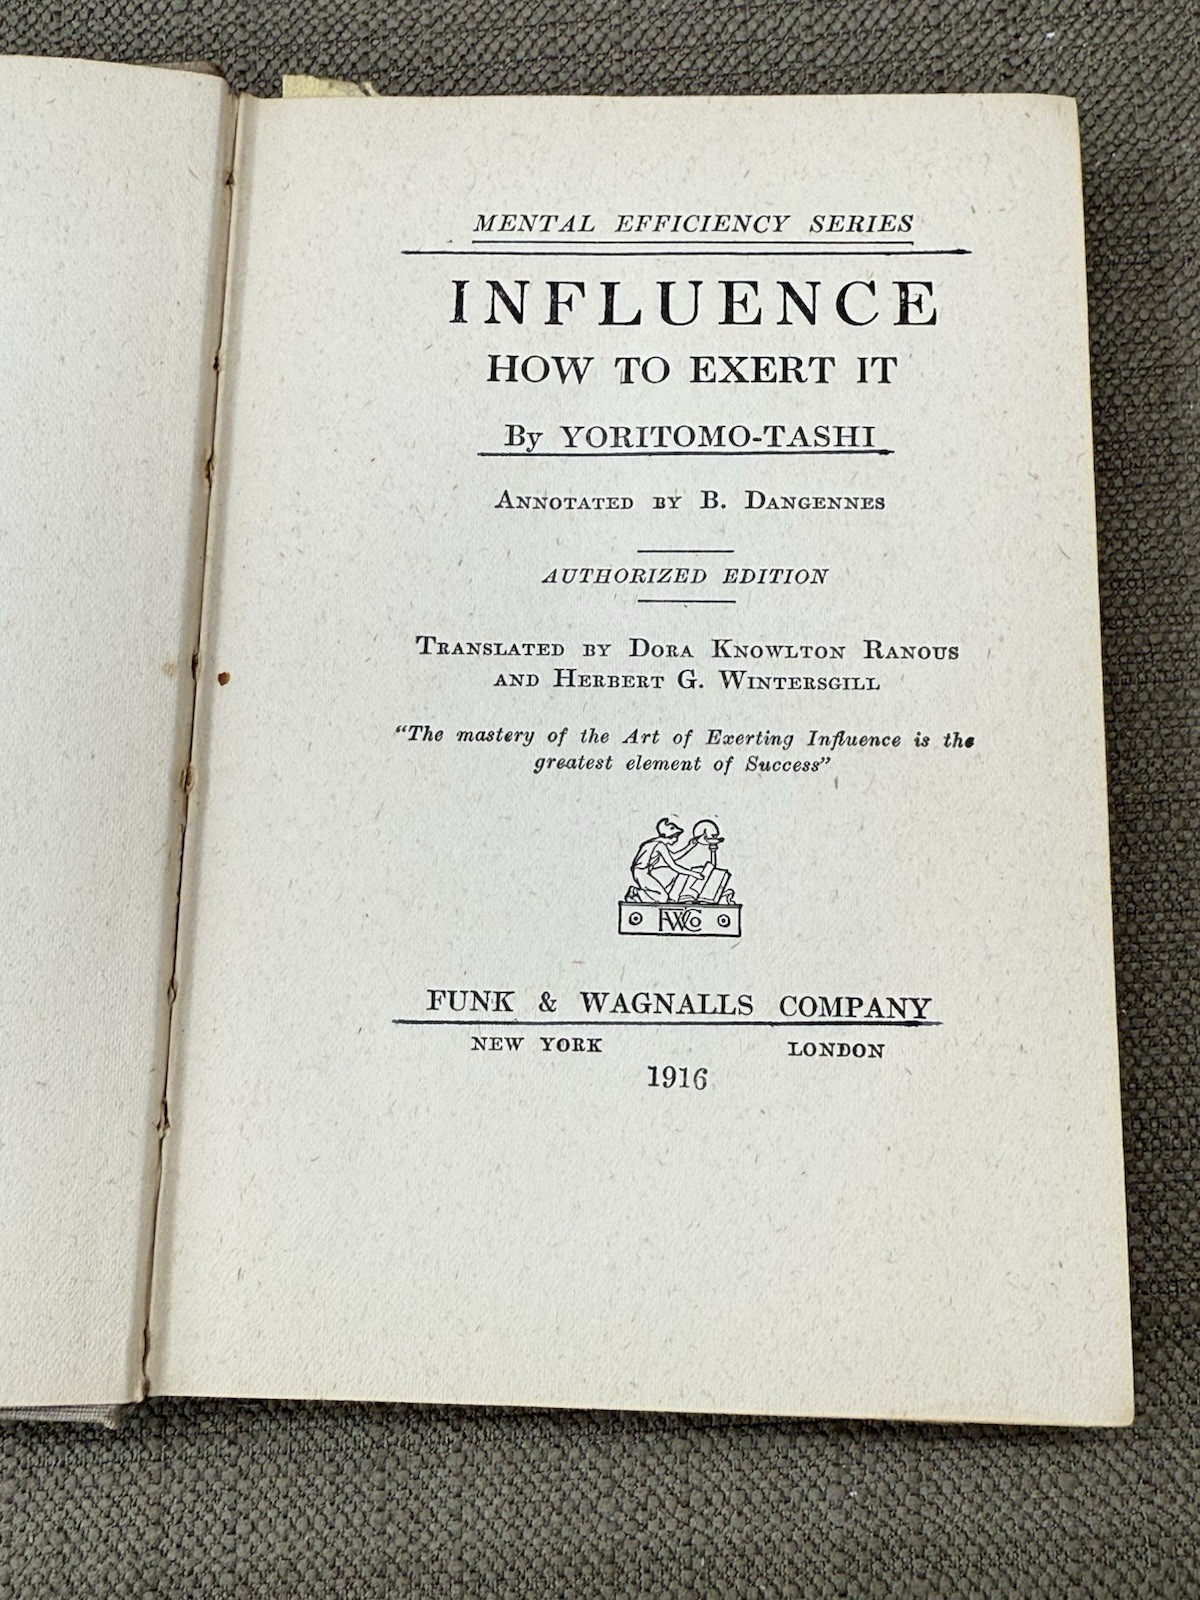 MENTAL EFFICIENCY SERIES
INFLUENCE
HOW TO EXERT IT
By YORITOMO-TASHI
ANNOTATED BY B. DANGENNES
AUTHORIZED EDITION
TRANSLATED BY DORA KNOWLTON RANOUS
AND HERBERT G. WINTERSGILL
"The mastery of the Art of Exerting Influence is the
greatest element of Success"
FWCo
FUNK & WAGNALLS COMPANY
NEW YORK LONDON
1916